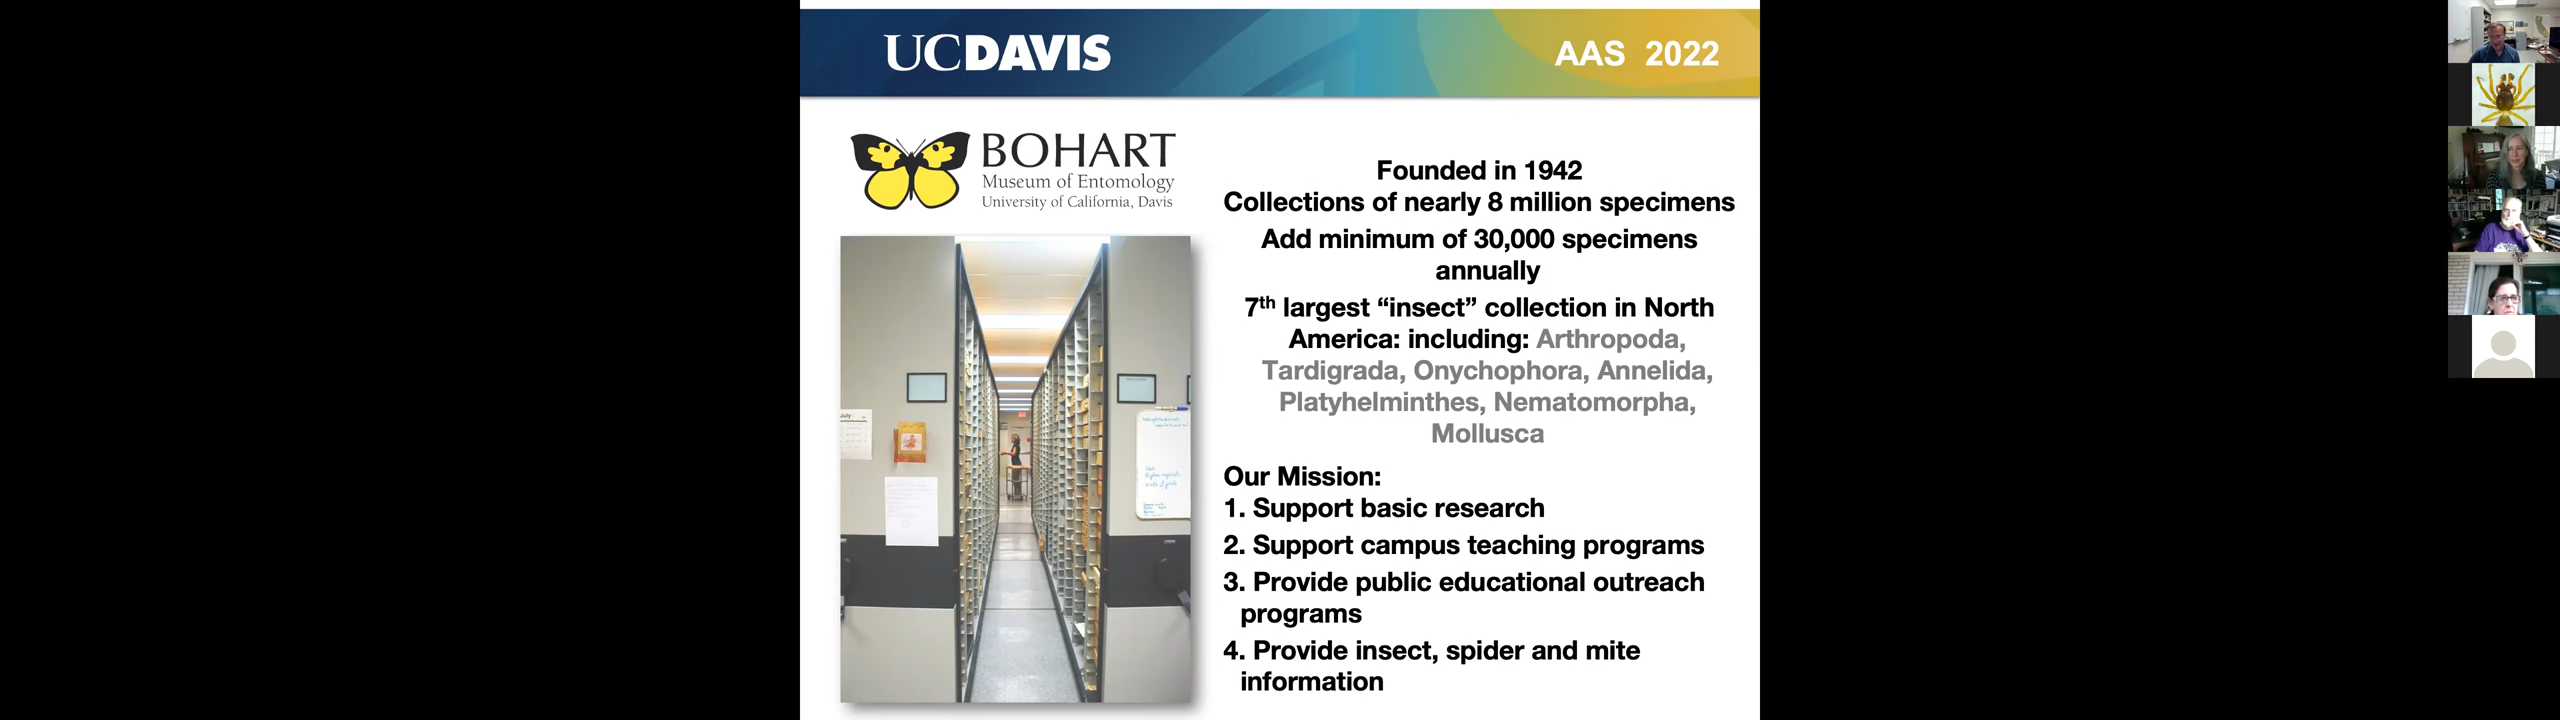 UCDAVIS
AAS 2022
BOHART
Museum of Entomology
University of California, Davis
Founded in 1942
Collections of nearly 8 million specimens
Add minimum of 30,000 specimens
annually
7th largest “insect” collection in North
America: including: Arthropoda,
Tardigrada, Onychophora, Annelida,
Platyhelminthes, Nematomorpha,
Mollusca
Our Mission:
1. Support basic research
2. Support campus teaching programs
3. Provide public educational outreach
programs
4. Provide insect, spider and mite
information
July